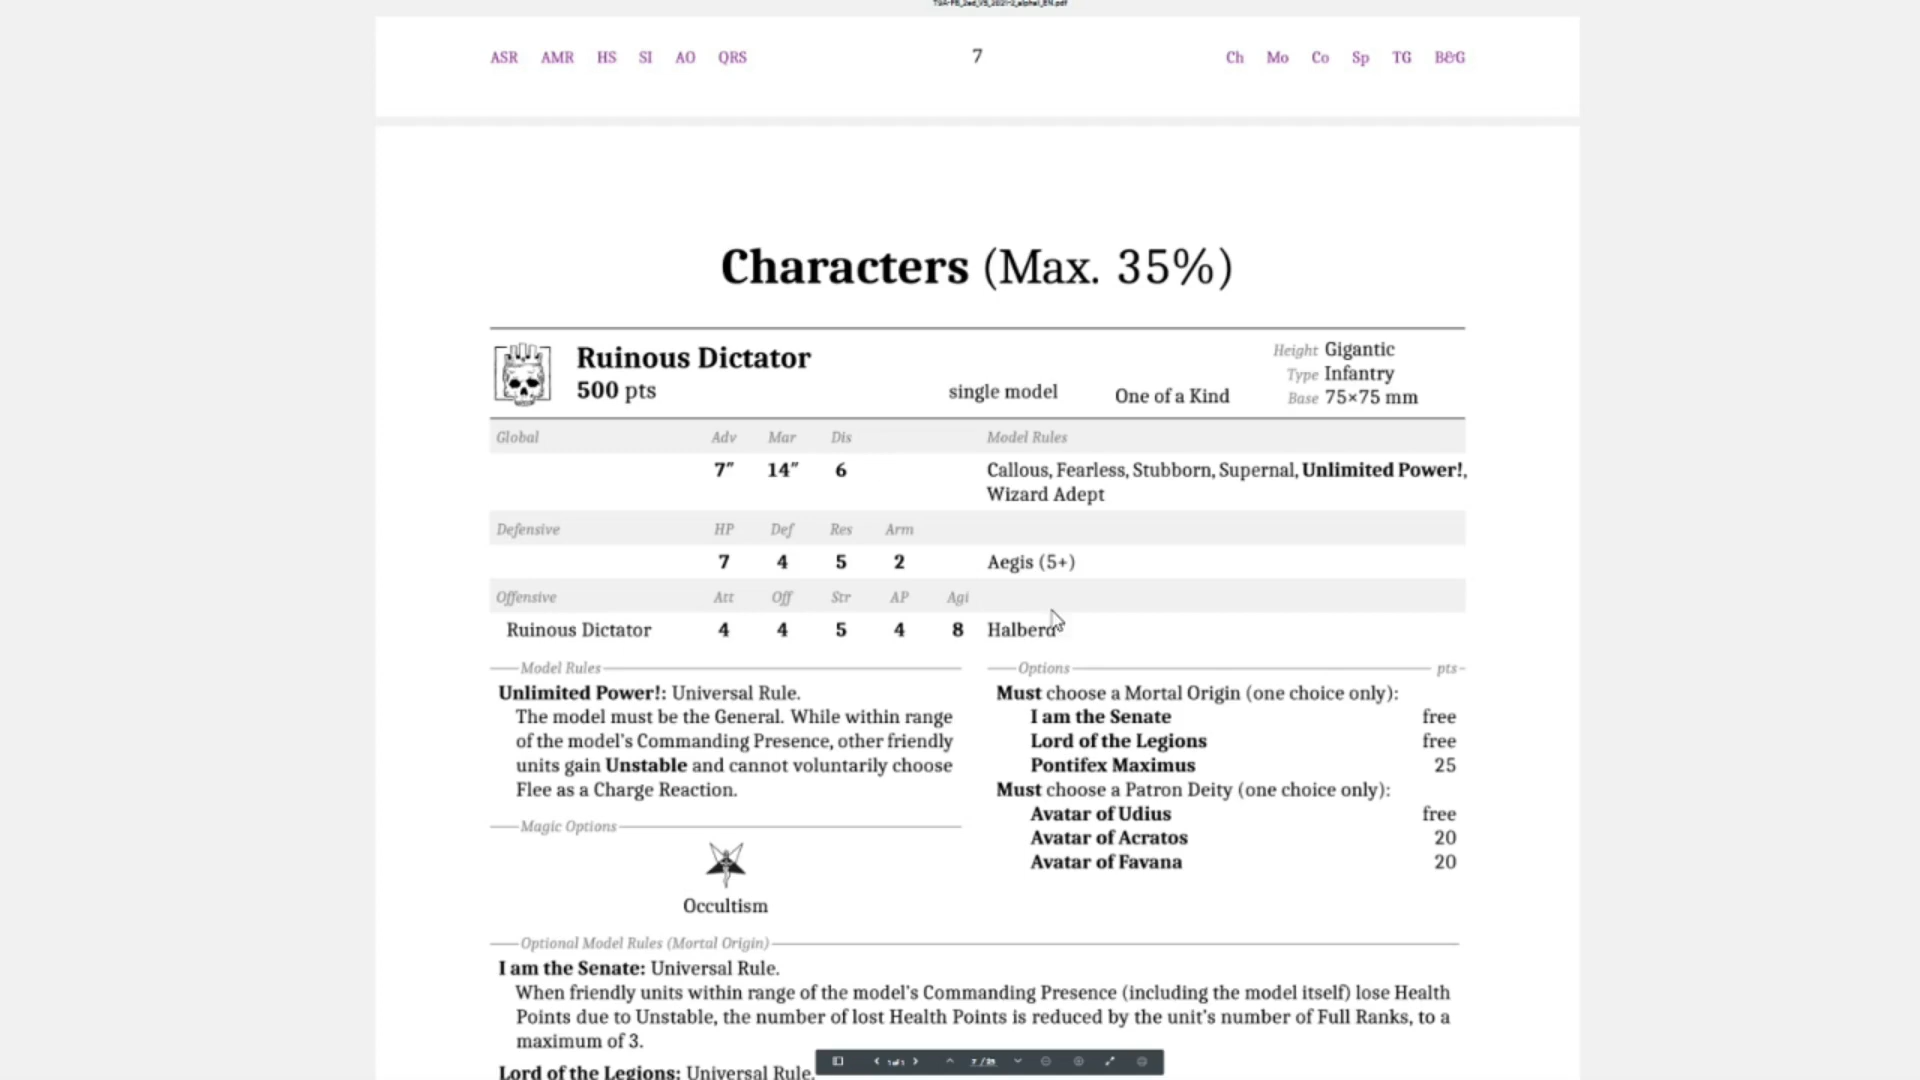 ASR AMR HS SI AO QRS 7 Ch Mo Co Sp TG B&G
Characters (Max. 35%)
Ruinous Dictator
500 pts single model One of a Kind
Height Gigantic
Type Infantry
Base 75×75 mm
Global Adv Mar Dis Model Rules
7″ 14″ 6 Callous, Fearless, Stubborn, Supernal, Unlimited Power!,
Wizard Adept
Defensive HP Def Res Arm
7 4 5 2 Aegis (5+)
Offensive Att Off Str AP Agi
Ruinous Dictator 4 4 5 4 8 Halberd
Model Rules
Unlimited Power!: Universal Rule.
The model must be the General. While within range
of the model’s Commanding Presence, other friendly
units gain Unstable and cannot voluntarily choose
Flee as a Charge Reaction.
Magic Options
Occultism
Options pts
Must choose a Mortal Origin (one choice only):
I am the Senate free
Lord of the Legions free
Pontifex Maximus 25
Must choose a Patron Deity (one choice only):
Avatar of Udius free
Avatar of Acratos 20
Avatar of Favana 20
Optional Model Rules (Mortal Origin)
I am the Senate: Universal Rule.
When friendly units within range of the model’s Commanding Presence (including the model itself) lose Health
Points due to Unstable, the number of lost Health Points is reduced by the unit’s number of Full Ranks, to a
maximum of 3.
Lord of the Legions: Universal Rule.
1 of 1 7 /25